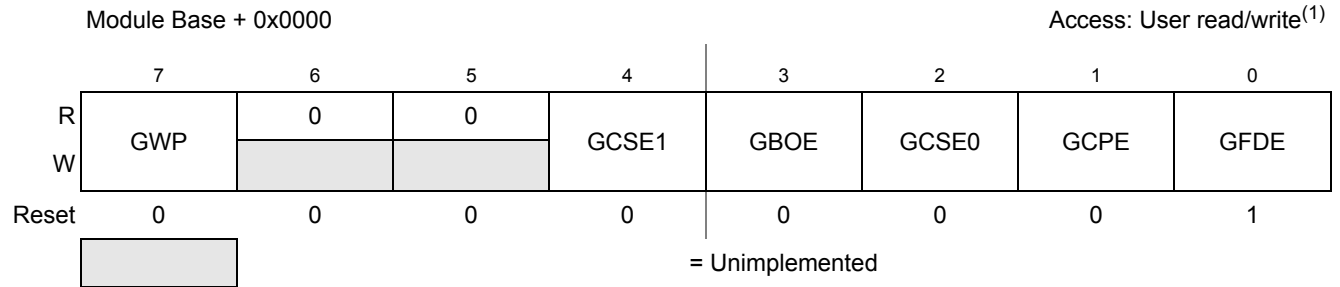 Module Base + 0x0000 Access: User read/write(1)
7 6 5 4 3 2 1 0
R GWP 0 0 GCSE1 GBOE GCSE0 GCPE GFDE
W
Reset 0 0 0 0 0 0 0 1
= Unimplemented